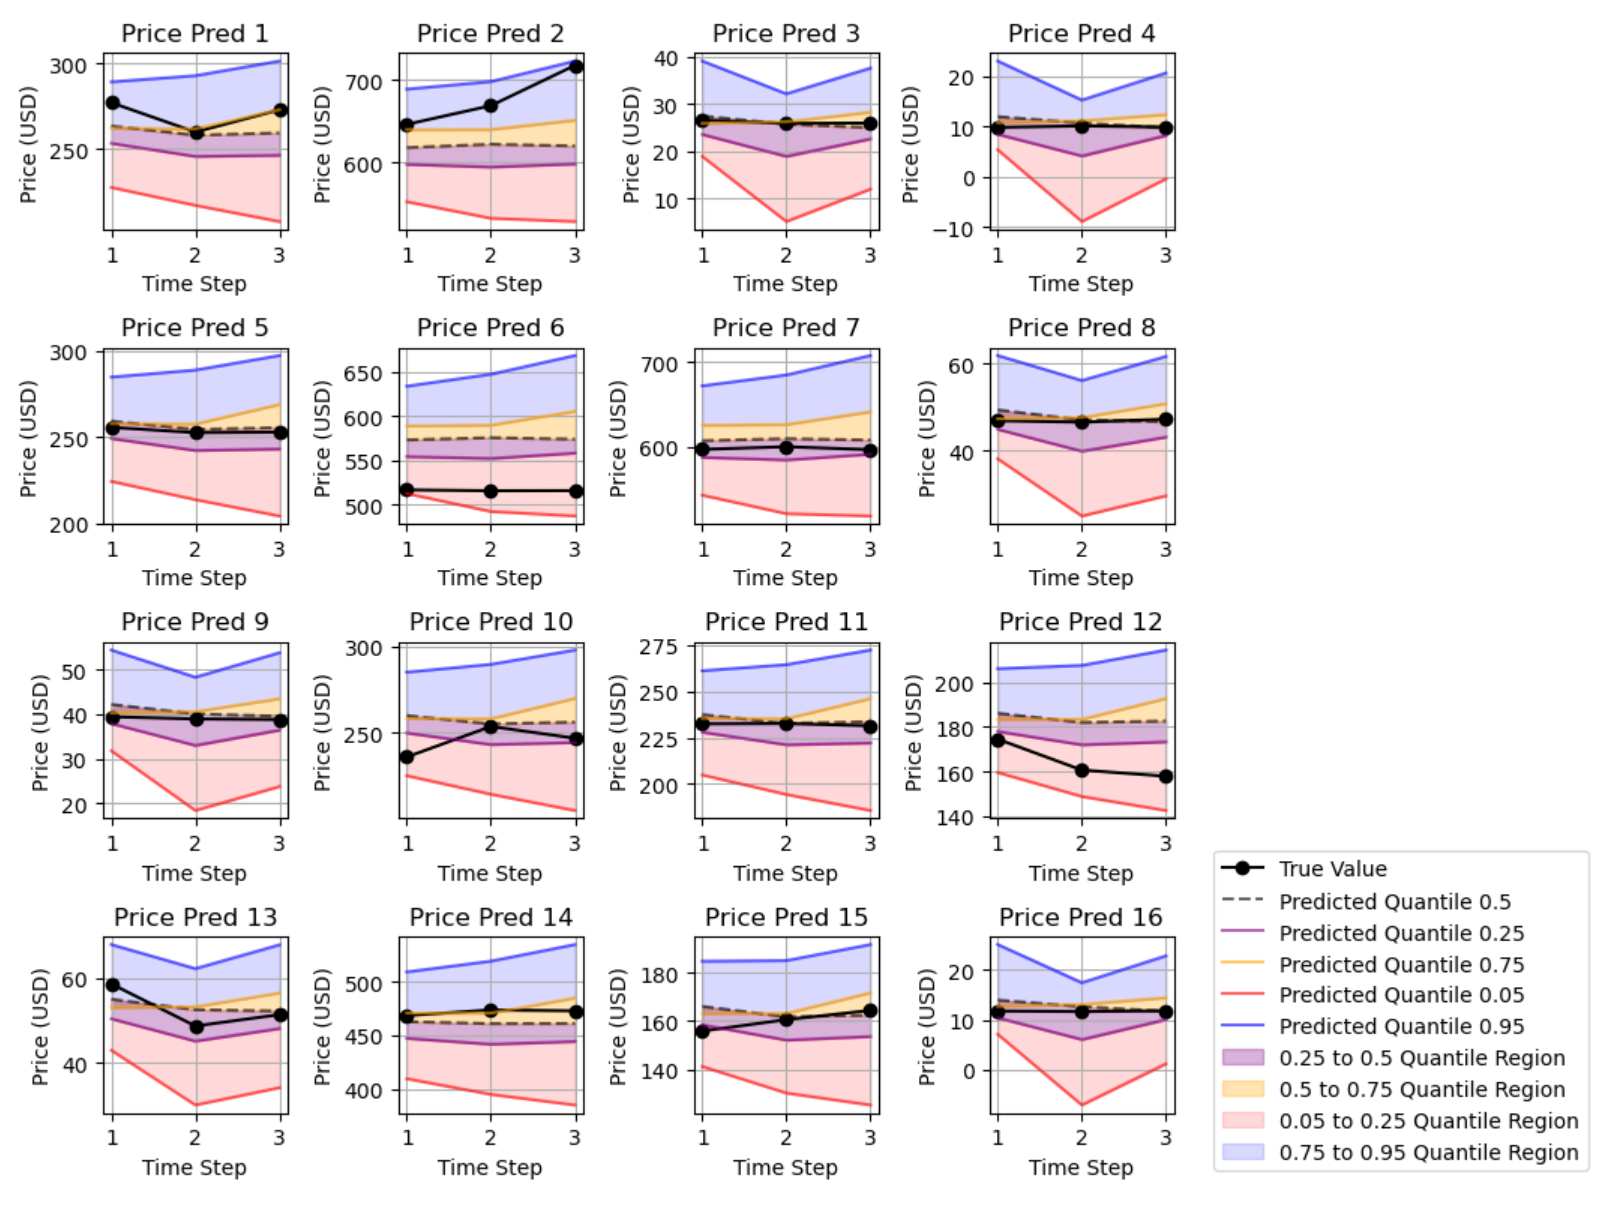 Price Pred 1
Price (USD)
300
250
1 2 3
Time Step
Price Pred 2
Price (USD)
700
600
1 2 3
Time Step
Price Pred 3
Price (USD)
40
30
20
10
1 2 3
Time Step
Price Pred 4
Price (USD)
20
10
0
−10
1 2 3
Time Step
Price Pred 5
Price (USD)
300
250
200
1 2 3
Time Step
Price Pred 6
Price (USD)
650
600
550
500
1 2 3
Time Step
Price Pred 7
Price (USD)
700
600
1 2 3
Time Step
Price Pred 8
Price (USD)
60
40
1 2 3
Time Step
Price Pred 9
Price (USD)
50
40
30
20
1 2 3
Time Step
Price Pred 10
Price (USD)
300
250
1 2 3
Time Step
Price Pred 11
Price (USD)
275
250
225
200
1 2 3
Time Step
Price Pred 12
Price (USD)
200
180
160
140
1 2 3
Time Step
Price Pred 13
Price (USD)
60
40
1 2 3
Time Step
Price Pred 14
Price (USD)
500
450
400
1 2 3
Time Step
Price Pred 15
Price (USD)
180
160
140
1 2 3
Time Step
Price Pred 16
Price (USD)
20
10
0
1 2 3
Time Step
True Value
Predicted Quantile 0.5
Predicted Quantile 0.25
Predicted Quantile 0.75
Predicted Quantile 0.05
Predicted Quantile 0.95
0.25 to 0.5 Quantile Region
0.5 to 0.75 Quantile Region
0.05 to 0.25 Quantile Region
0.75 to 0.95 Quantile Region